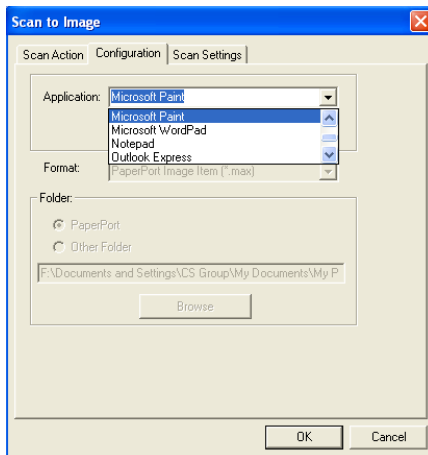 Scan to Image
Scan Action Configuration Scan Settings
Application: Microsoft Paint
Microsoft Paint
Microsoft WordPad
Notepad
Outlook Express
Format: PaperPort Image Item (*.max)
Folder:
PaperPort
Other Folder
F:\Documents and Settings\CS Group\My Documents\My P
Browse
OK Cancel